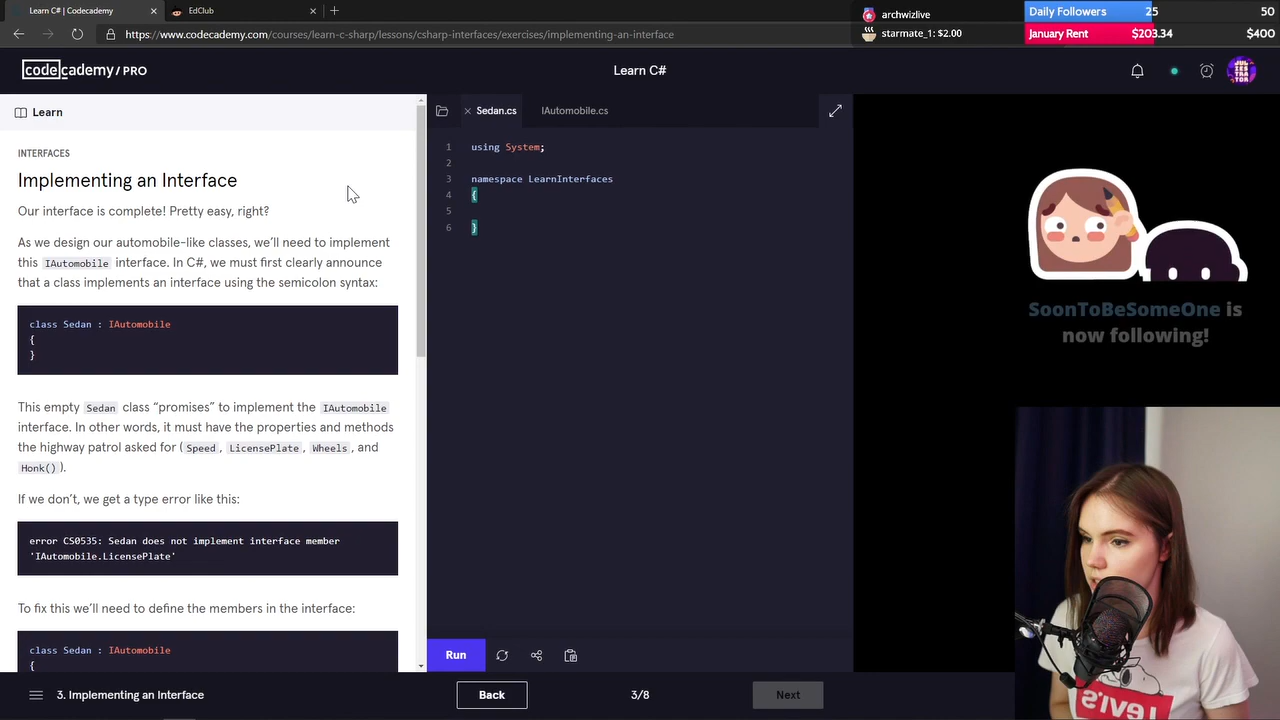 Learn C# | Codecademy
EdClub
https://www.codecademy.com/courses/learn-c-sharp/lessons/csharp-interfaces/exercises/implementing-an-interface
archwizlive
starmate_1: $2.00
Daily Followers 25 50
January Rent $203.34 $400
codecademy/PRO
Learn C#
Learn
INTERFACES
Implementing an Interface
Our interface is complete! Pretty easy, right?
As we design our automobile-like classes, we'll need to implement
this IAutomobile interface. In C#, we must first clearly announce
that a class implements an interface using the semicolon syntax:
class Sedan : IAutomobile
{
}
This empty Sedan class “promises” to implement the IAutomobile
interface. In other words, it must have the properties and methods
the highway patrol asked for (Speed, LicensePlate, Wheels, and
Honk()).
If we don't, we get a type error like this:
error CS0535: Sedan does not implement interface member
'IAutomobile.LicensePlate'
To fix this we'll need to define the members in the interface:
class Sedan : IAutomobile
{
Sedan.cs
IAutomobile.cs
1 using System;
2
3 namespace LearnInterfaces
4 {
5
6 }
Run
3. Implementing an Interface
Back
3/8
Next
SoonToBeSomeOne is
now following!
LEVI'S